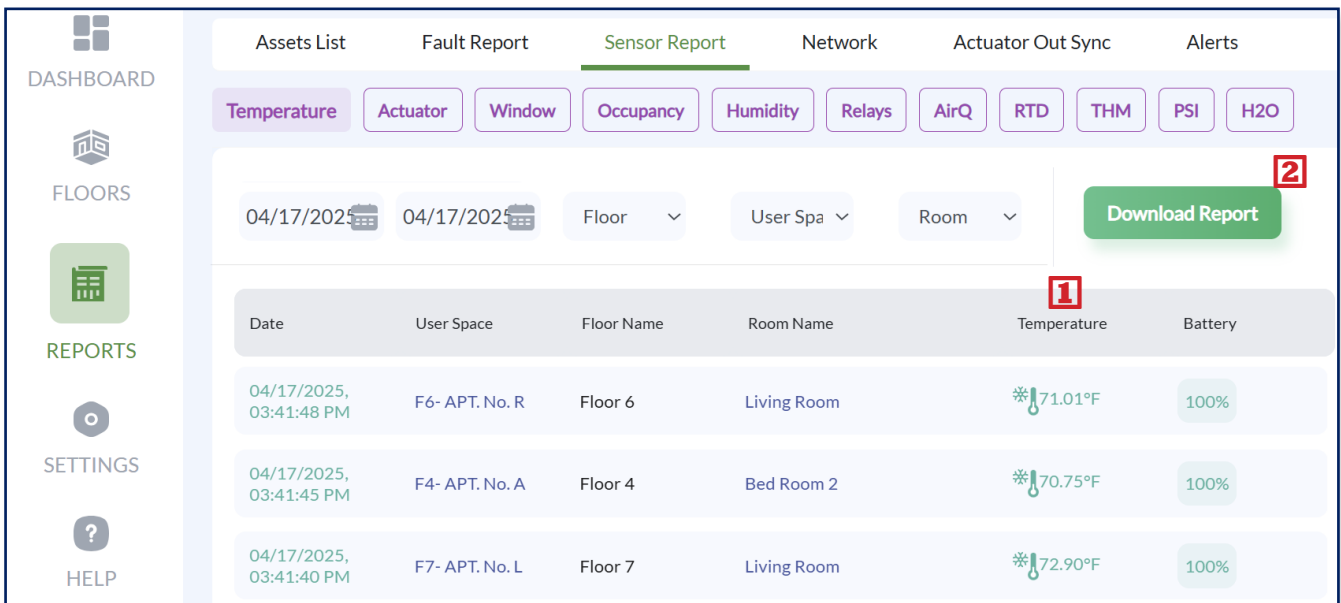 DASHBOARD
FLOORS
REPORTS
SETTINGS
?
HELP
Assets List Fault Report Sensor Report Network Actuator Out Sync Alerts
Temperature Actuator Window Occupancy Humidity Relays AirQ RTD THM PSI H2O
2
04/17/2025 04/17/2025 Floor User Spa Room Download Report
1
Date User Space Floor Name Room Name Temperature Battery
04/17/2025,
03:41:48 PM F6- APT. No. R Floor 6 Living Room 71.01°F 100%
04/17/2025,
03:41:45 PM F4- APT. No. A Floor 4 Bed Room 2 70.75°F 100%
04/17/2025,
03:41:40 PM F7- APT. No. L Floor 7 Living Room 72.90°F 100%